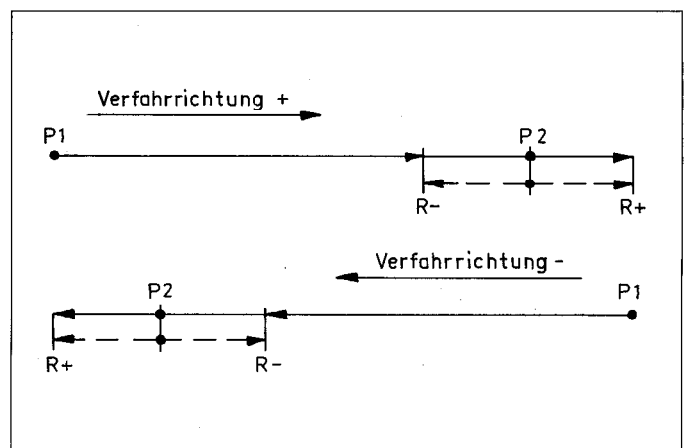 Verfahrrichtung +
P1 P2
R- R+
Verfahrrichtung -
P2 P1
R+ R-